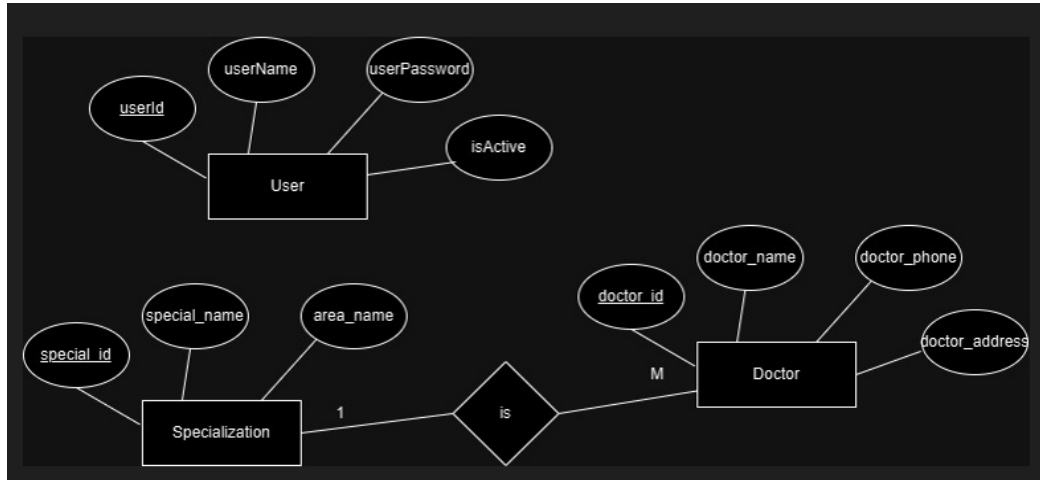 userName
userPassword
userId
isActive
User
doctor_name
doctor_phone
doctor_id
special_name
area_name
special_id
doctor_address
M
Doctor
1
is
Specialization